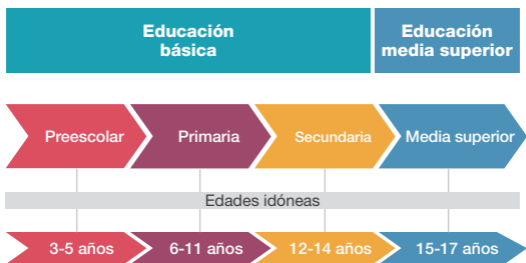 Educación
básica
Educación
media superior
Preescolar
Primaria
Secundaria
Media superior
Edades idóneas
3-5 años
6-11 años
12-14 años
15-17 años